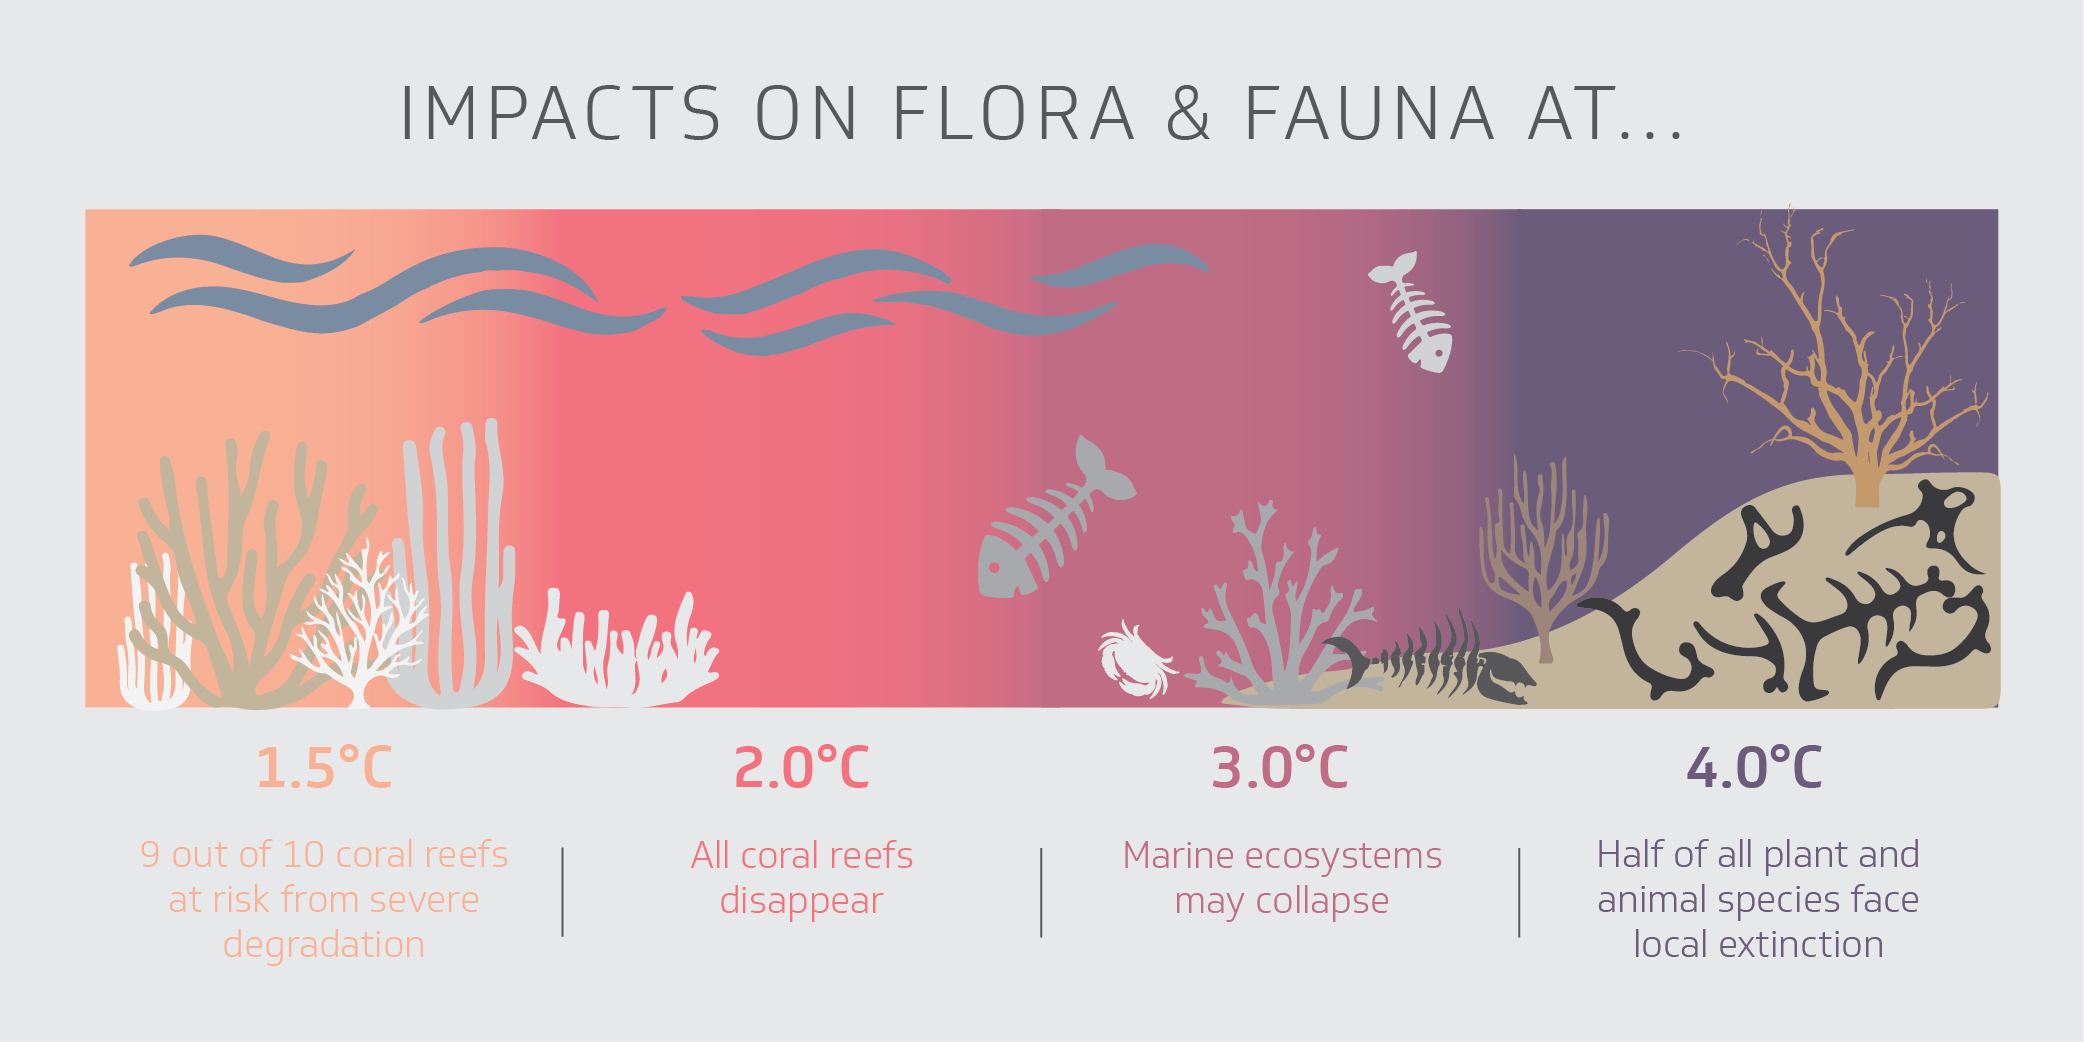 IMPACTS ON FLORA & FAUNA AT...
1.5°C
9 out of 10 coral reefs
at risk from severe
degradation
2.0°C
All coral reefs
disappear
3.0°C
Marine ecosystems
may collapse
4.0°C
Half of all plant and
animal species face
local extinction